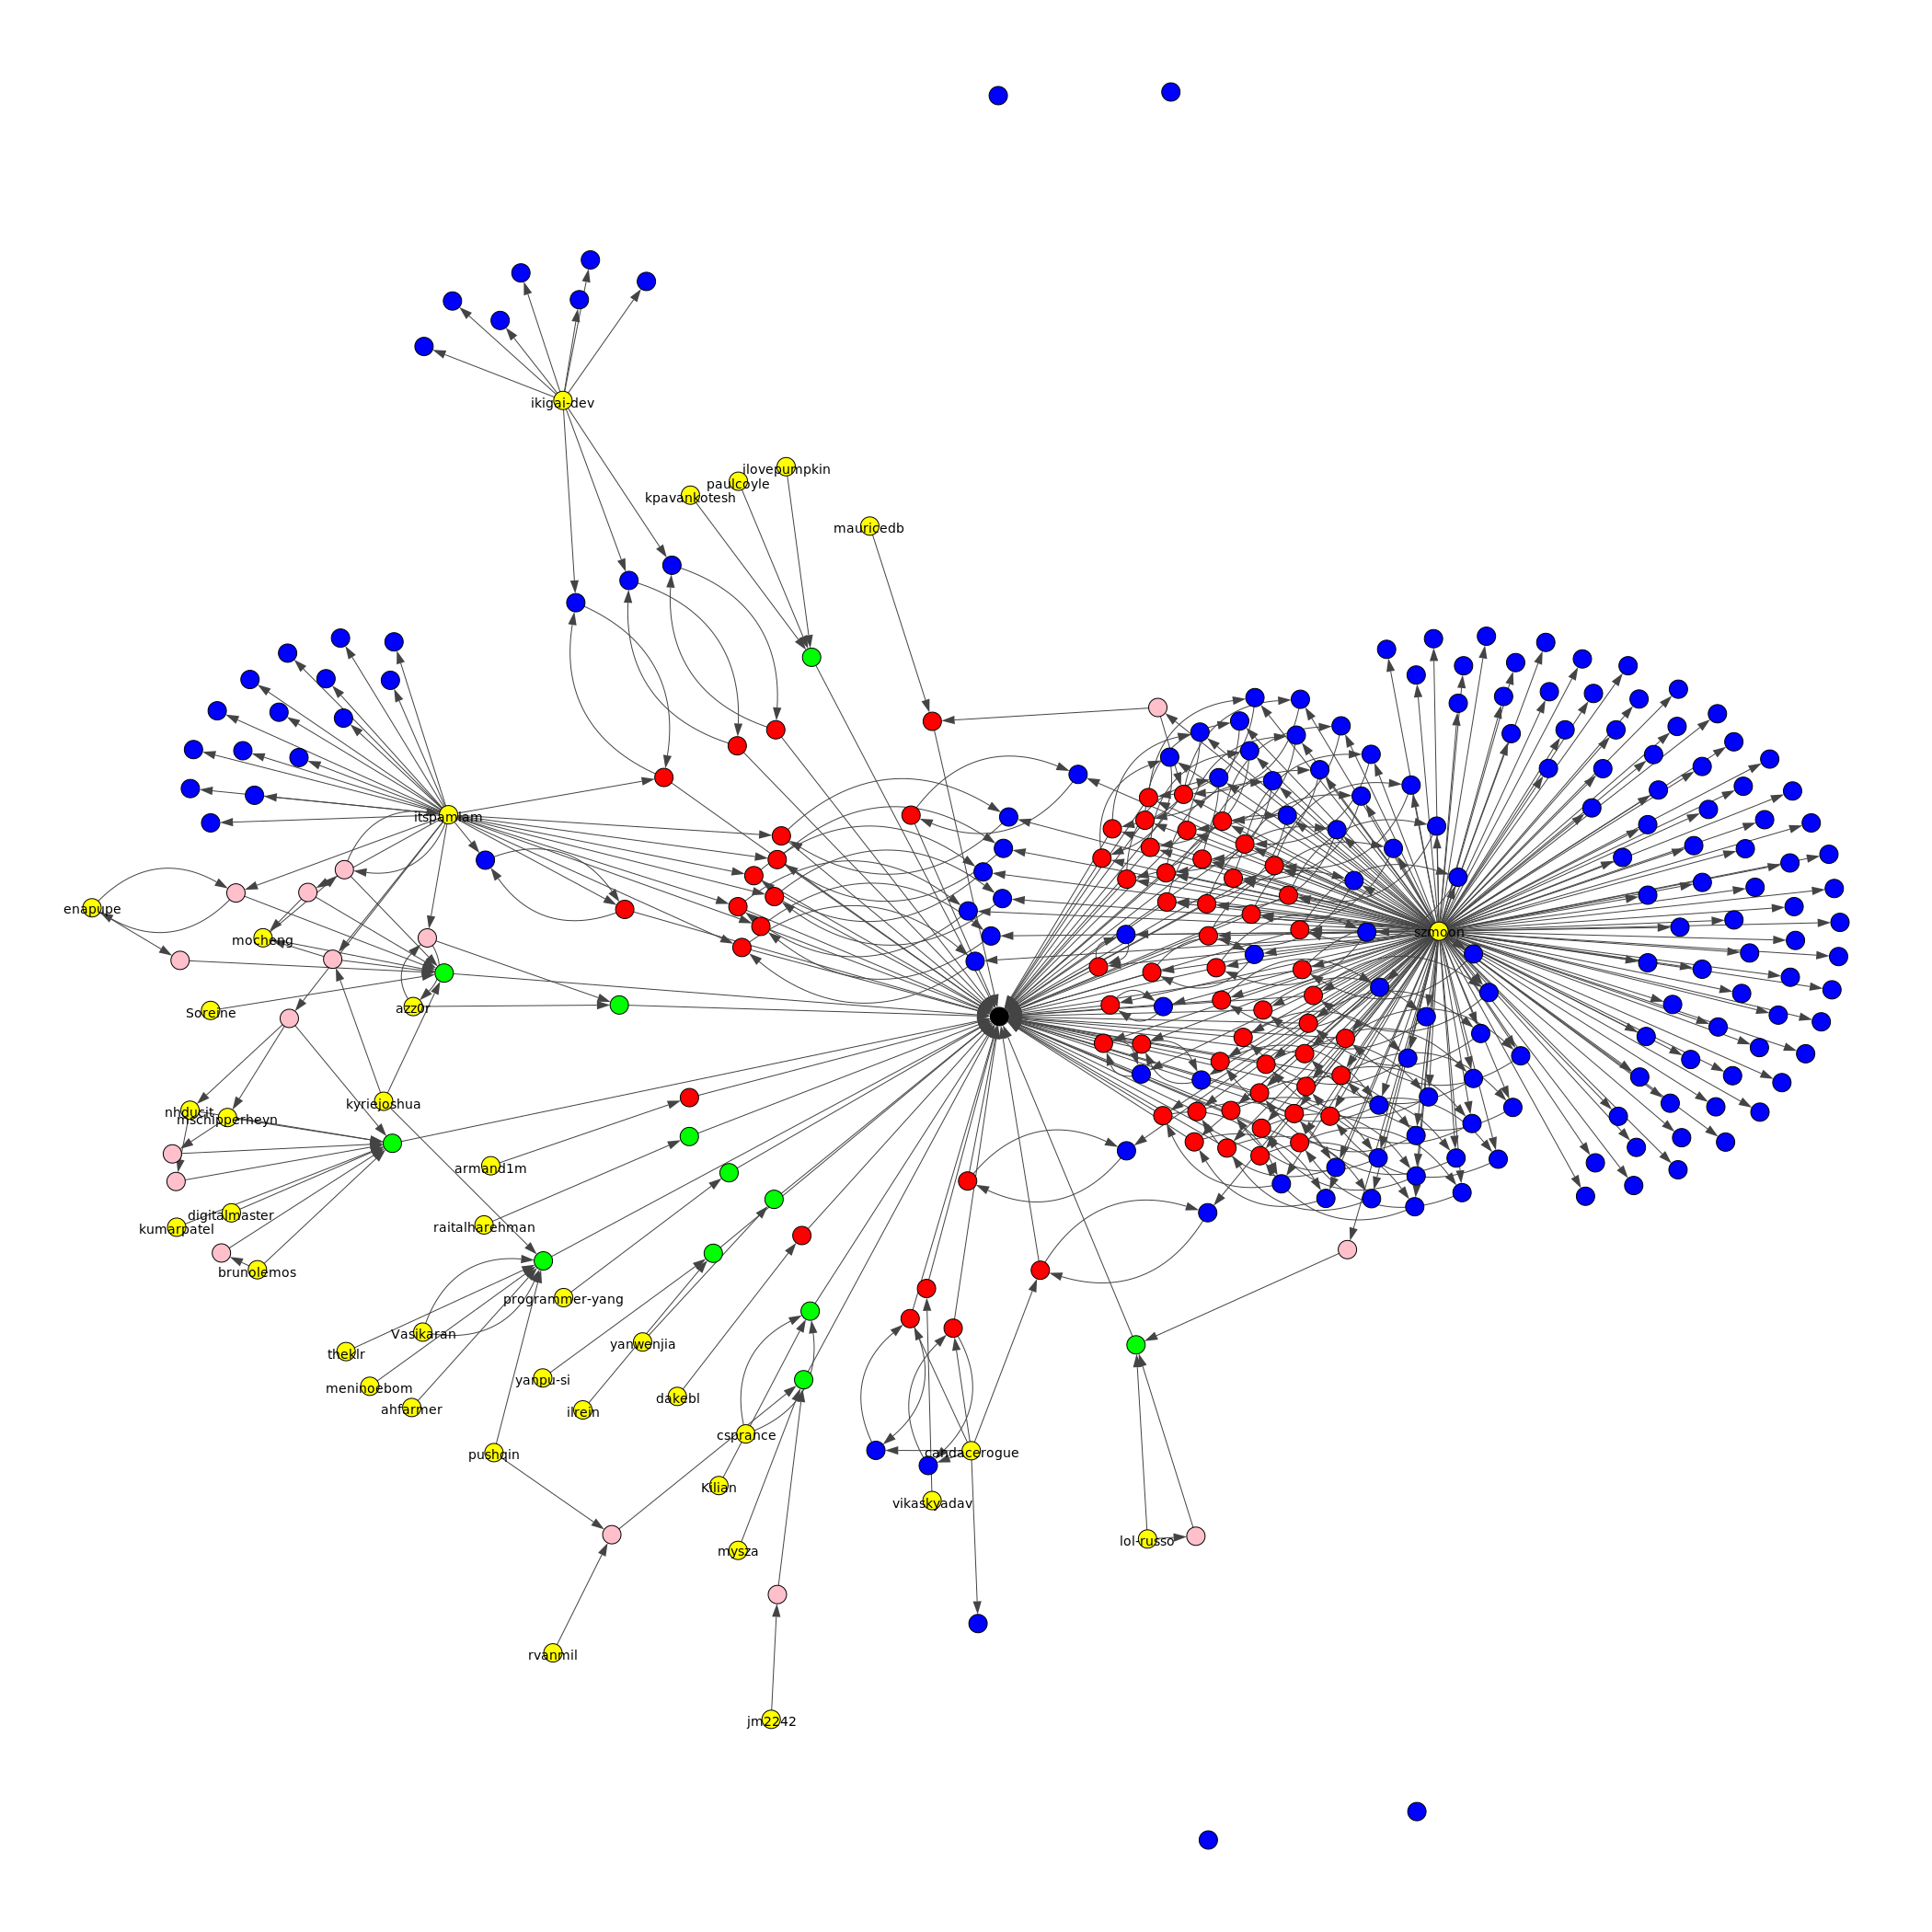 ikigai-dev
ilovepumpkin
paulcoyle
kpavankotesh
mauricedb
itspamlam
enapupe
mocheng
szmoon
Soreine
azz0r
kyriejoshua
nhducit
mschipperheyn
armand1m
digitalmaster
kumarpatel
raitalharehman
brunolemos
programmer-yang
Vasikaran
theklr
yanwenjia
meninoebom
yanpu-si
ahfarmer
dakebl
ilrein
csprance
pushqin
candacerogue
Kilian
vikaskyadav
lol-russo
mysza
rvanmil
jm2242